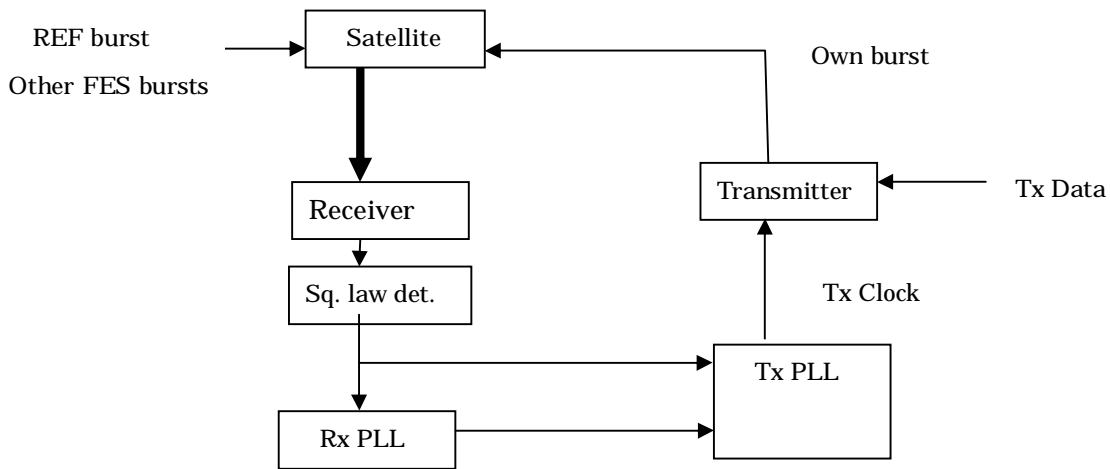 REF burst
Other FES bursts
Satellite
Own burst
Receiver
Transmitter
Tx Data
Sq. law det.
Tx Clock
Tx PLL
Rx PLL